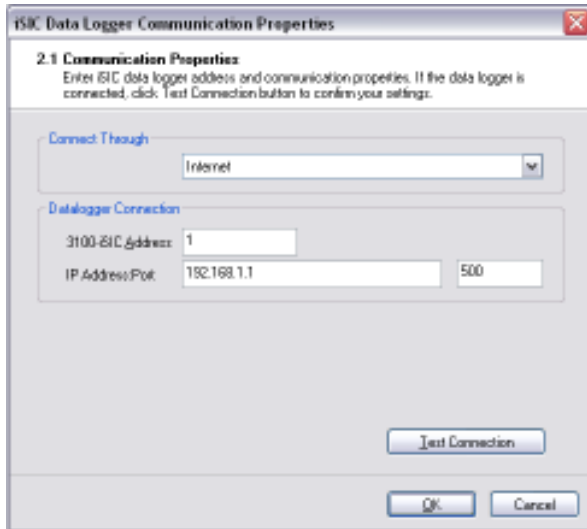 iSIC Data Logger Communication Properties
2.1 Communication Properties
Enter iSIC data logger address and communication properties. If the data logger is
connected, click Test Connection button to confirm your settings.
Connect Through
Internet
Datalogger Connection
3100-iSIC Address: 1
IP Address:Port: 192.168.1.1 500
Test Connection
OK Cancel